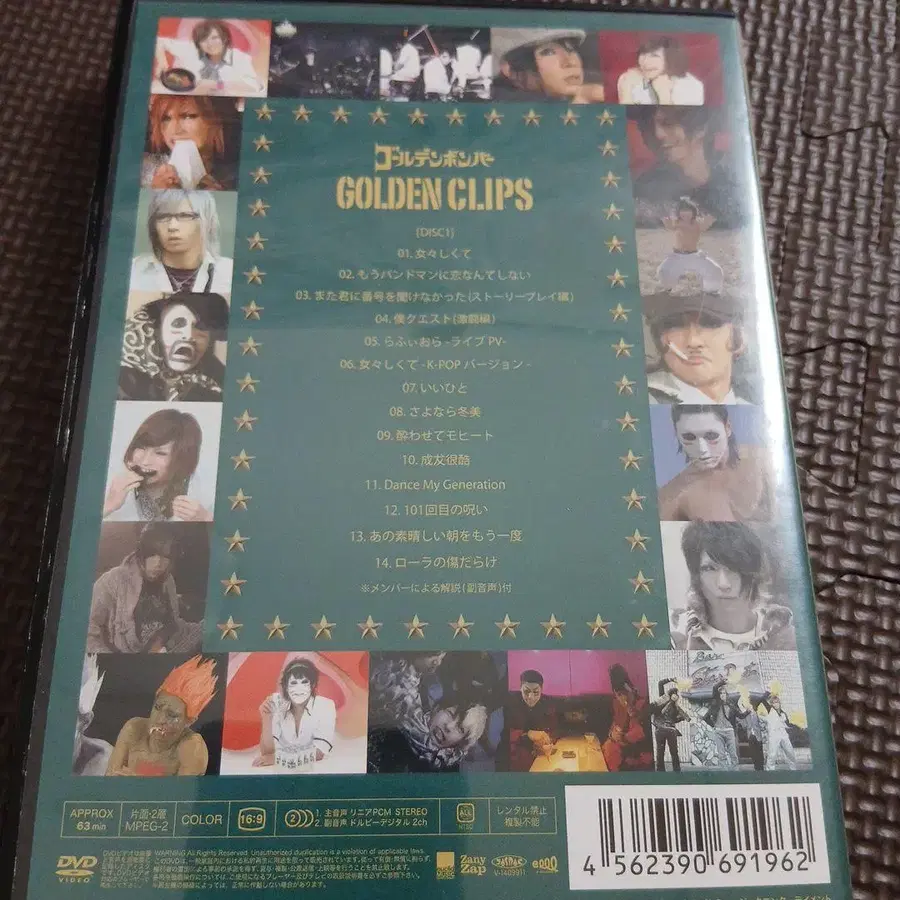 ゴールデンボンバー
GOLDEN CLIPS
[DISC1]
01. 女々しくて
02. もうバンドマンに恋なんてしない
03. また君に番号を聞けなかった (ストーリープレイ編)
04. 僕クエスト (激闘編)
05. らふぃおら -ライブ PV-
06. 女々しくて - K-POP バージョン -
07. いいひと
08. さよなら冬美
09. 酔わせてモヒート
10. 成龙很酷
11. Dance My Generation
12. 101回目の呪い
13. あの素晴しい朝をもう一度
14. ローラの傷だらけ
※メンバーによる解説(副音声)付
APPROX 63 min
片面・2層 MPEG-2
COLOR
16:9
2
1. 主音声 リニアPCM STEREO
2. 副音声 ドルビーデジタル 2ch
ALL NTSC
レンタル禁止
複製不能
DVD VIDEO
WARNING All Rights Reserved. Unauthorized duplication is a violation of applicable laws.
Zany Zap
4 562390 691962